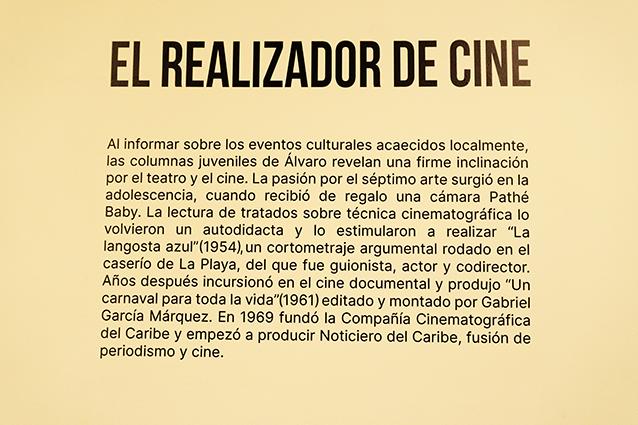 EL REALIZADOR DE CINE
Al informar sobre los eventos culturales acaecidos localmente,
las columnas juveniles de Álvaro revelan una firme inclinación
por el teatro y el cine. La pasión por el séptimo arte surgió en la
adolescencia, cuando recibió de regalo una cámara Pathé
Baby. La lectura de tratados sobre técnica cinematográfica lo
volvieron un autodidacta y lo estimularon a realizar “La
langosta azul”(1954),un cortometraje argumental rodado en el
caserío de La Playa, del que fue guionista, actor y codirector.
Años después incursionó en el cine documental y produjo “Un
carnaval para toda la vida”(1961)editado y montado por Gabriel
García Márquez. En 1969 fundó la Compañía Cinematográfica
del Caribe y empezó a producir Noticiero del Caribe, fusión de
periodismo y cine.